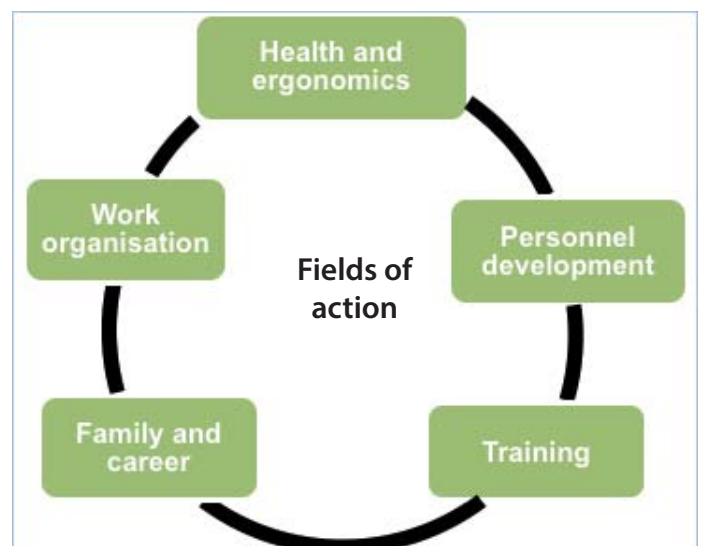 Health and
ergonomics
Work
organisation
Personnel
development
Fields of
action
Family and
career
Training